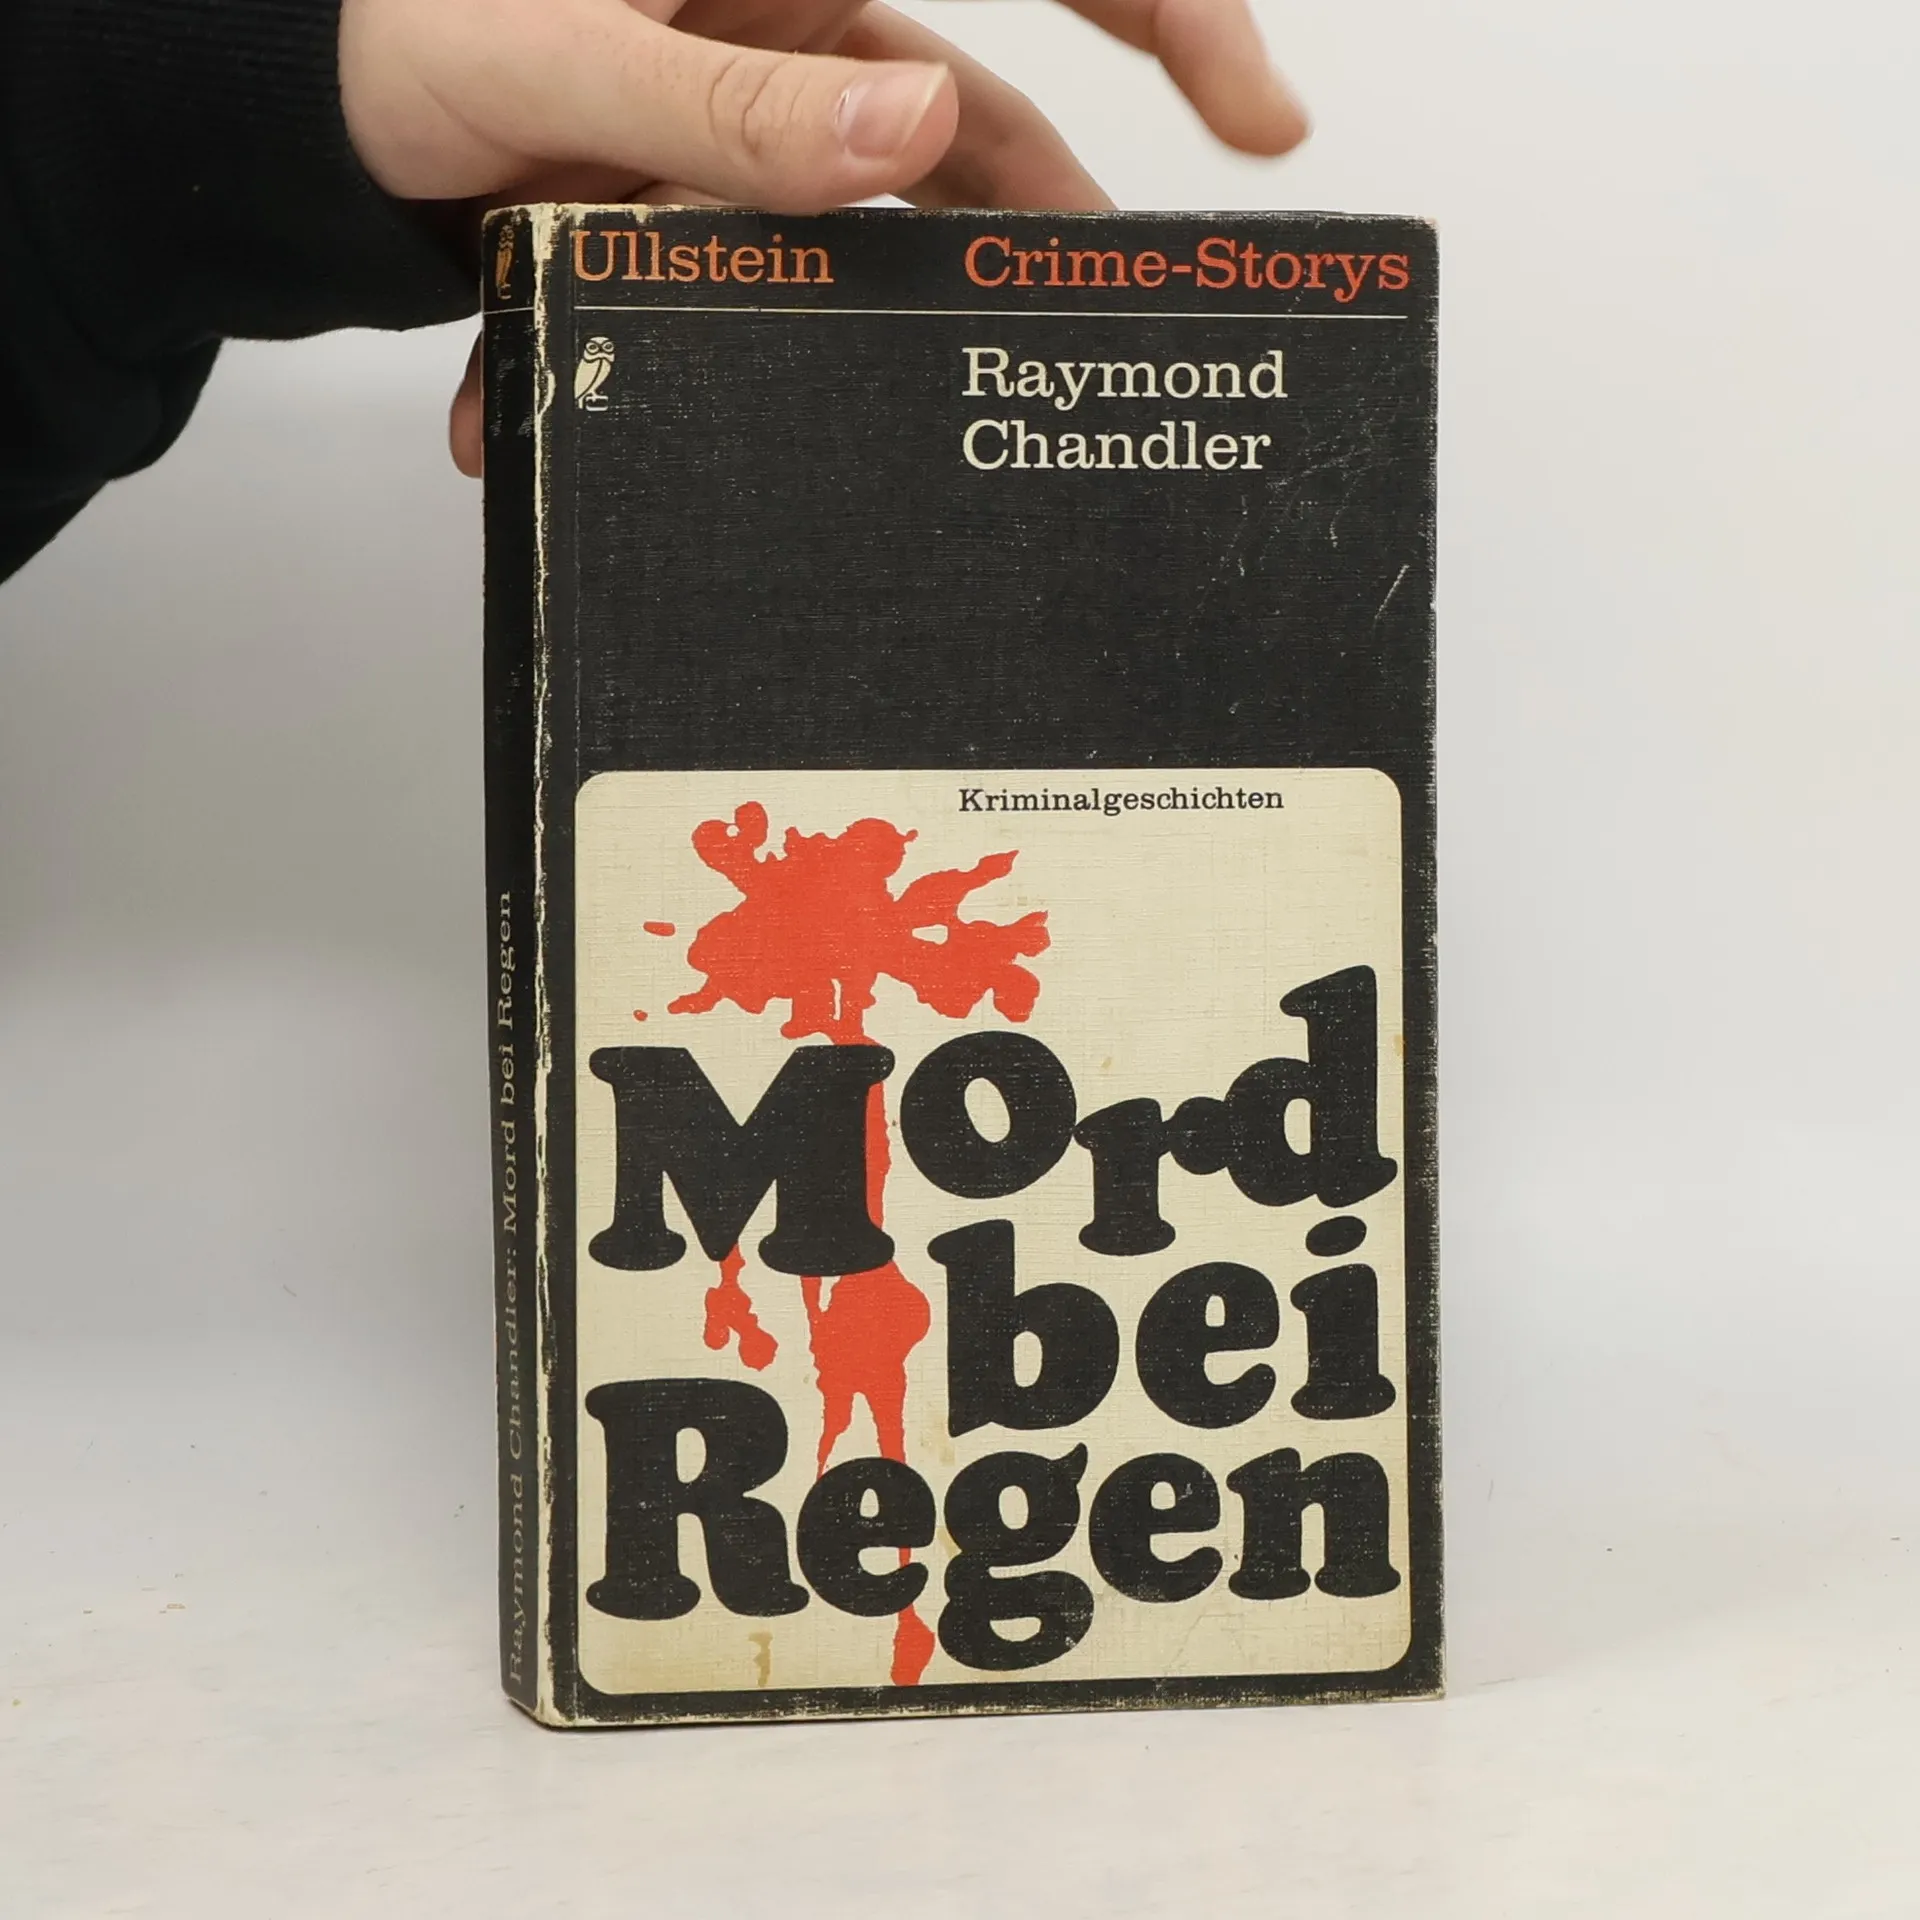 Ullstein Crime-Storys
Raymond
Chandler
Kriminalgeschichten
Mord
bei
Regen
Raymond Chandler: Mord bei Regen